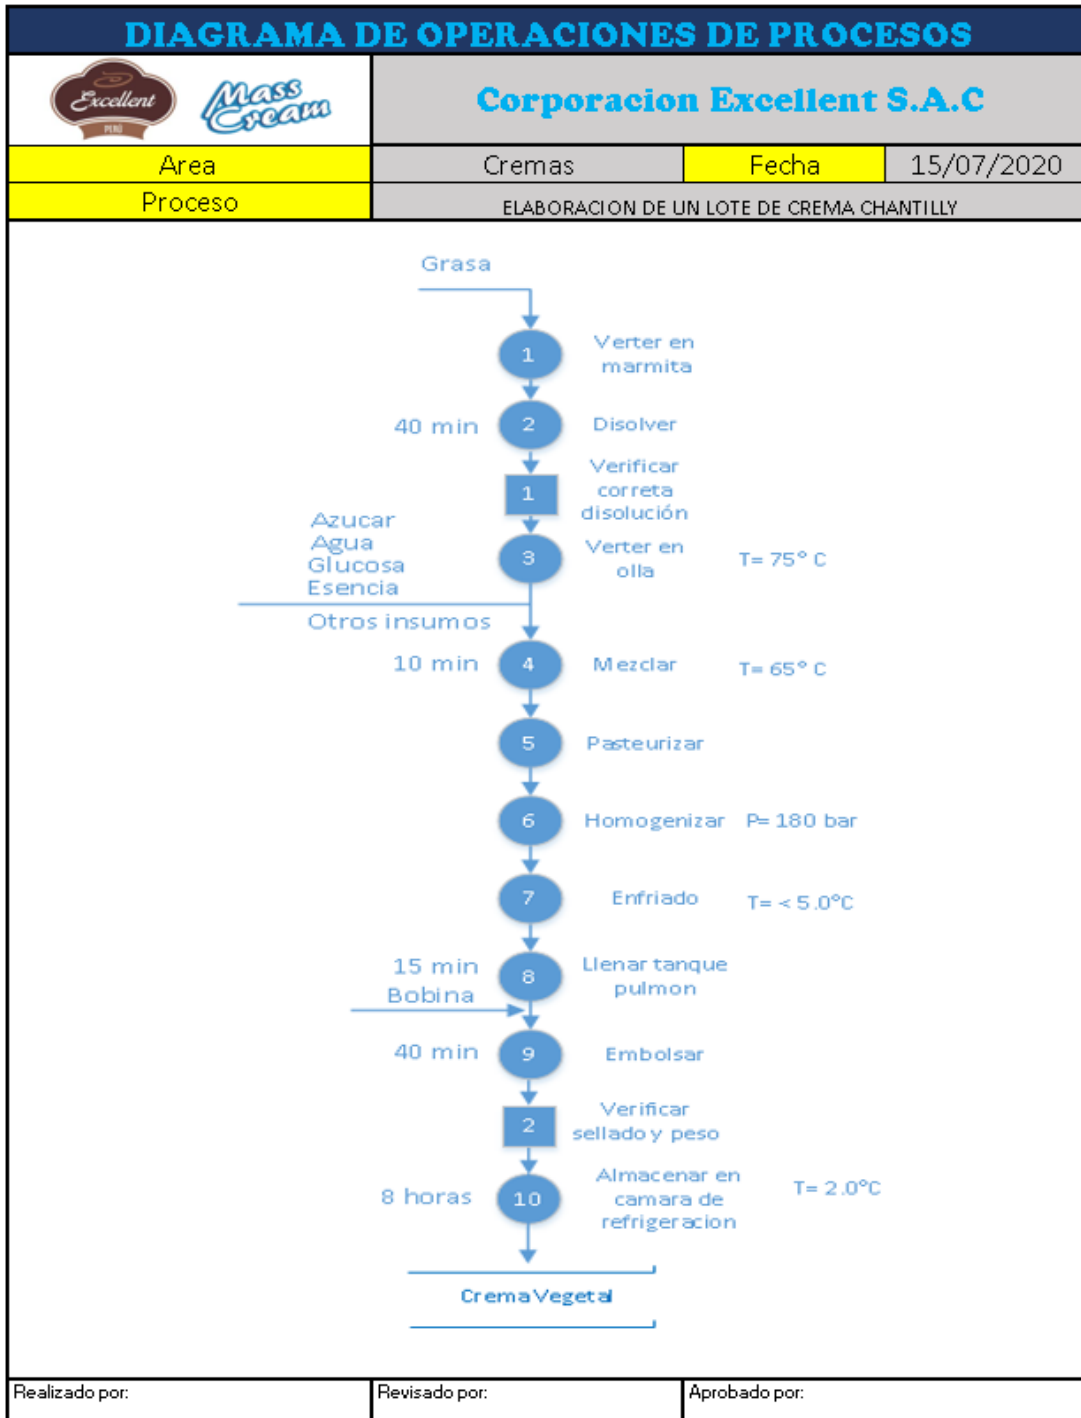 DIAGRAMA DE OPERACIONES DE PROCESOS
Excellent
PERÚ
Mass
Cream
Corporacion Excellent S.A.C
Area
Cremas
Fecha
15/07/2020
Proceso
ELABORACION DE UN LOTE DE CREMA CHANTILLY
Grasa
1
Verter en
marmita
40 min
2
Disolver
1
Verificar
correta
disolución
Azucar
Agua
Glucosa
Esencia
Otros insumos
3
Verter en
olla
T= 75° C
10 min
4
Mezclar
T= 65° C
5
Pasteurizar
6
Homogenizar
P= 180 bar
7
Enfriado
T= < 5.0°C
15 min
8
Llenar tanque
pulmon
Bobina
40 min
9
Embolsar
2
Verificar
sellado y peso
8 horas
10
Almacenar en
camara de
refrigeracion
T= 2.0°C
Crema Vegetal
Realizado por:
Revisado por:
Aprobado por: